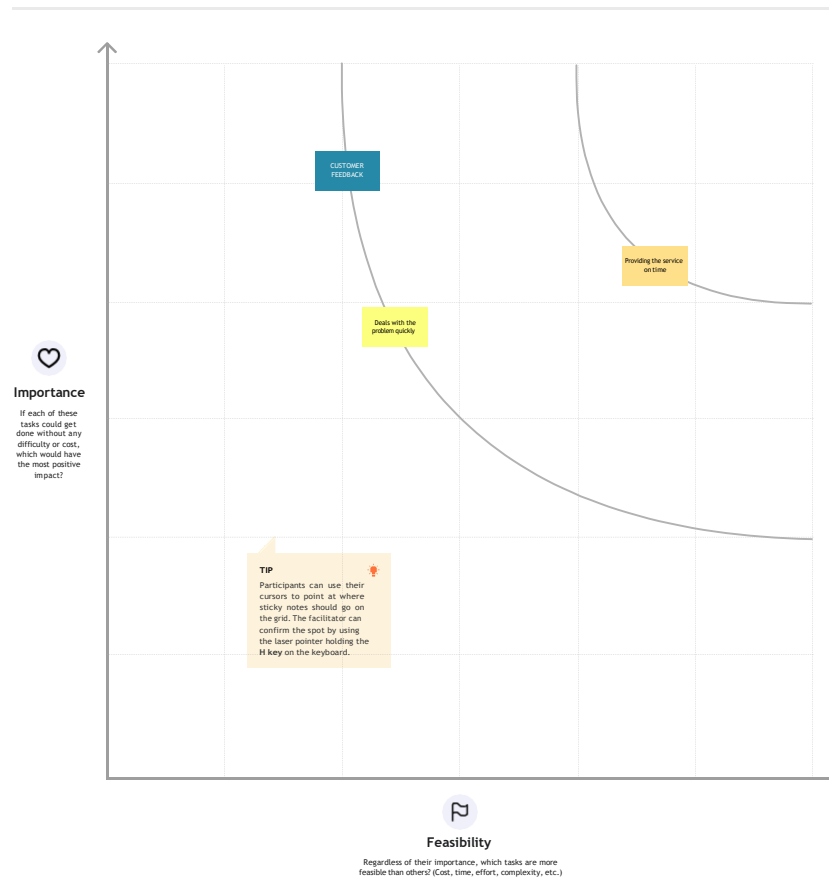 CUSTOMER
FEEDBACK
Providing the service
on time
Deals with the
problem quickly
Importance
If each of these
tasks could get
done without any
difficulty or cost,
which would have
the most positive
impact?
TIP
Participants can use their
cursors to point at where
sticky notes should go on
the grid. The facilitator can
confirm the spot by using
the laser pointer holding the
H key on the keyboard.
Feasibility
Regardless of their importance, which tasks are more
feasible than others? (Cost, time, effort, complexity, etc.)